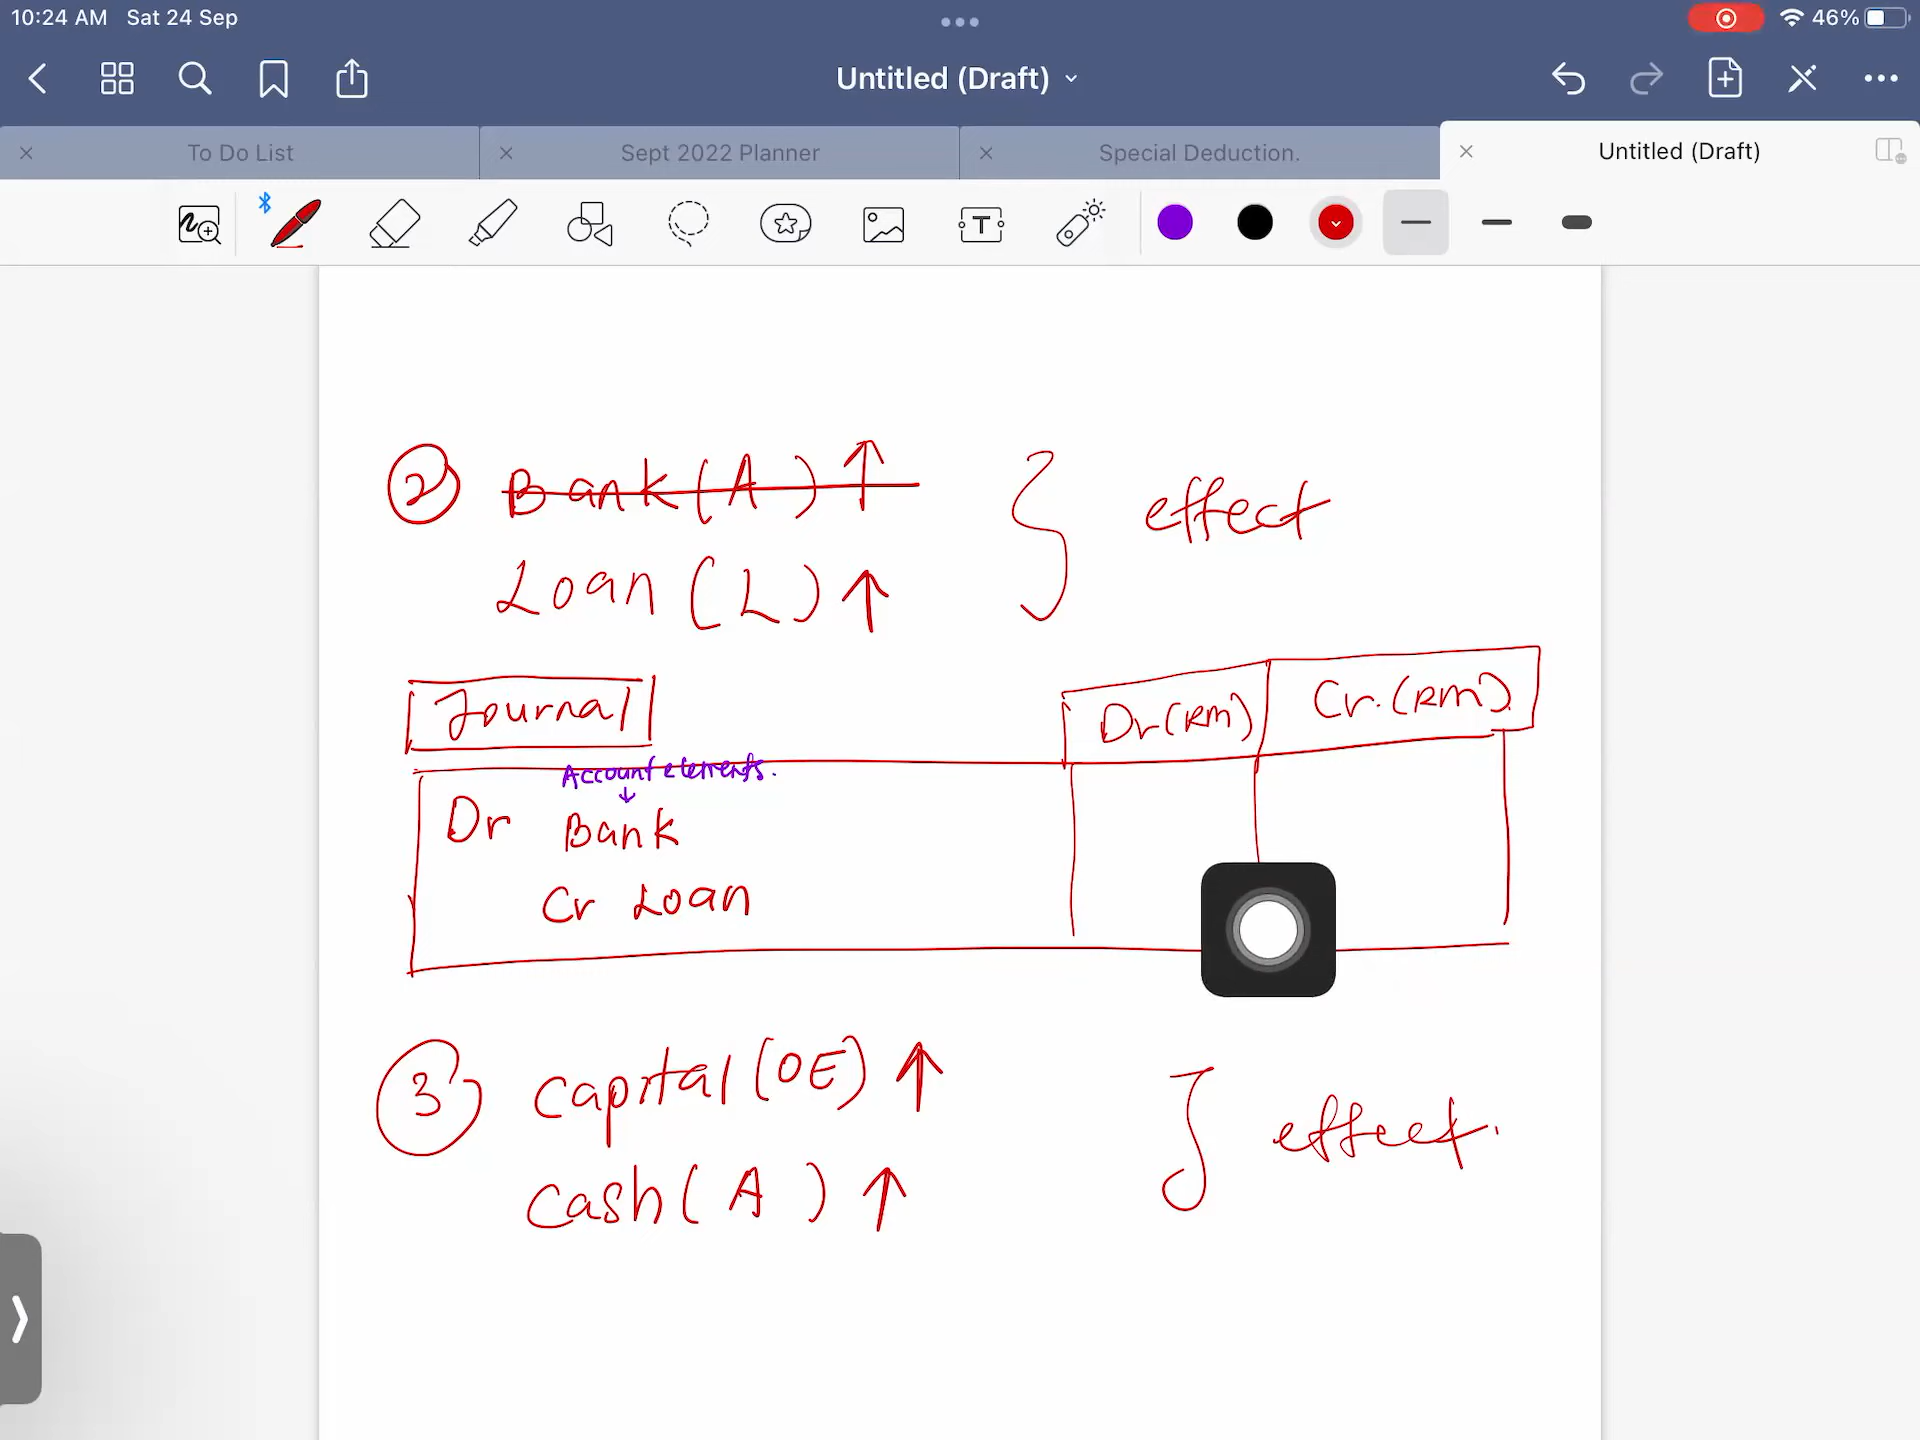 10:24 AM Sat 24 Sep
46%
Untitled (Draft)
To Do List
Sept 2022 Planner
Special Deduction.
Untitled (Draft)
T
2 Bank (A) ↑
effect
Loan (L) ↑
Journal
Dr (RM) Cr. (RM)
Account elements.
↓
Dr Bank
Cr Loan
3 Capital (OE) ↑
effect.
Cash (A) ↑